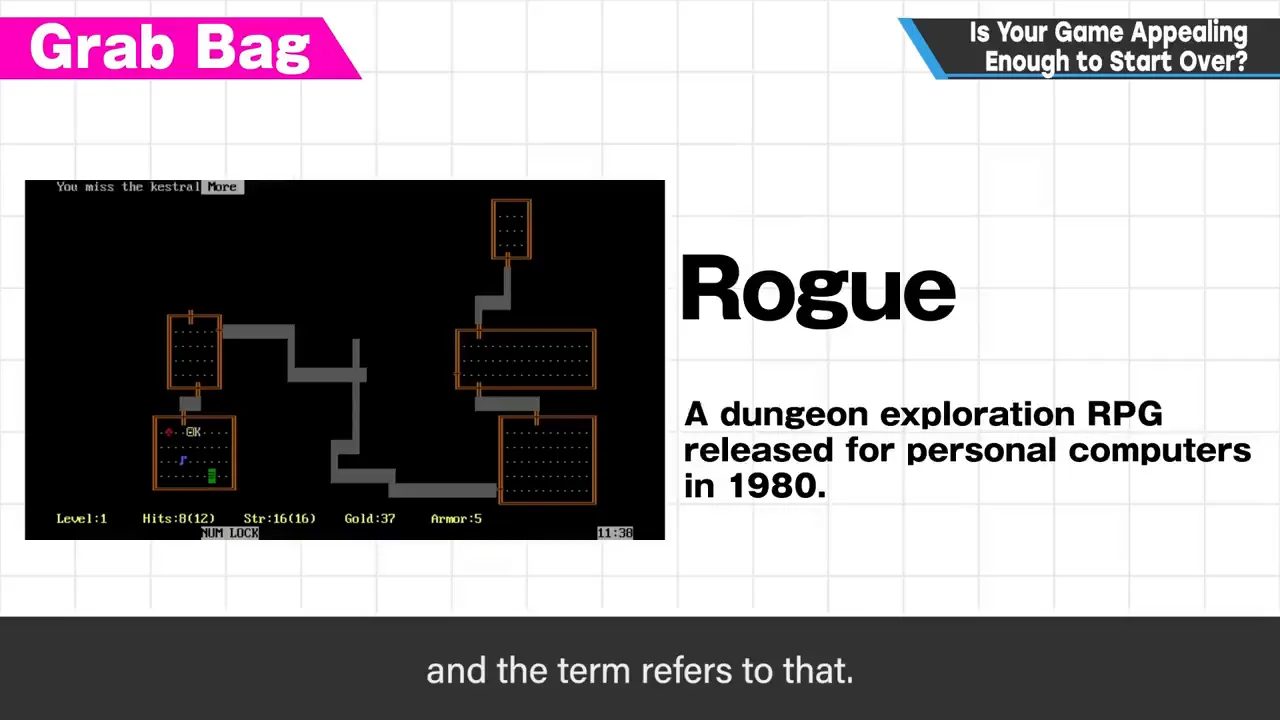 Grab Bag
Is Your Game Appealing
Enough to Start Over?
You miss the kestral More
OK
Level:1 Hits:8(12) Str:16(16) Gold:37 Armor:5
NUM LOCK 11:38
Rogue
A dungeon exploration RPG
released for personal computers
in 1980.
and the term refers to that.